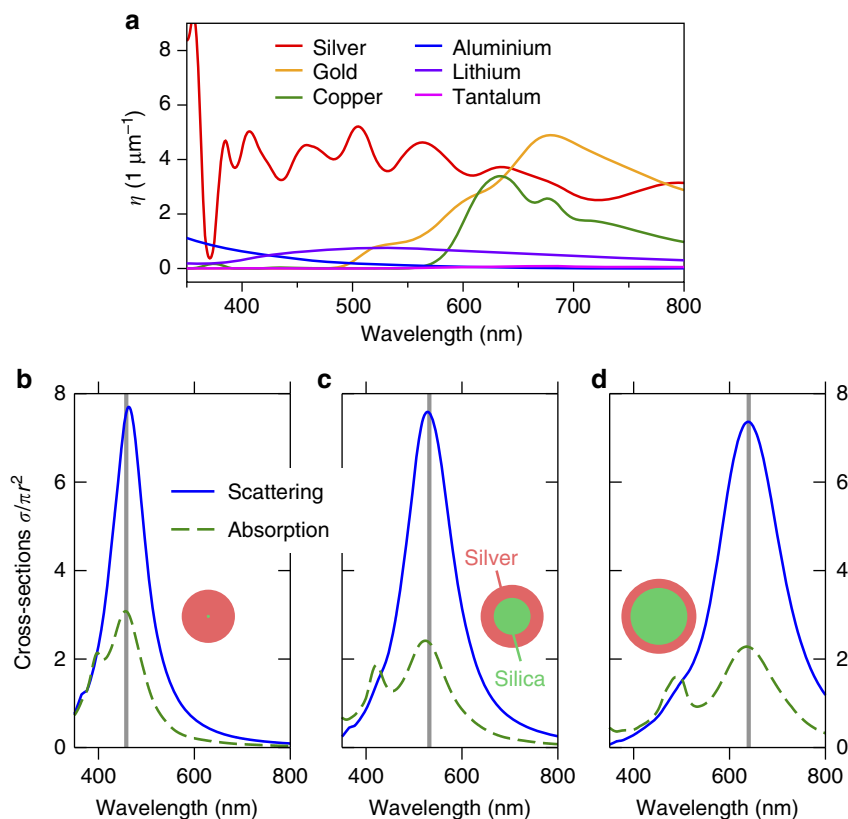 a
8
6
4
2
0
η (1 μm⁻¹)
Silver
Gold
Copper
Aluminium
Lithium
Tantalum
400 500 600 700 800
Wavelength (nm)
b
c
d
8
6
4
2
0
Cross-sections σ/πr²
Scattering
Absorption
Silver
Silica
8
6
4
2
0
400 600 800
400 600 800
400 600 800
Wavelength (nm)
Wavelength (nm)
Wavelength (nm)